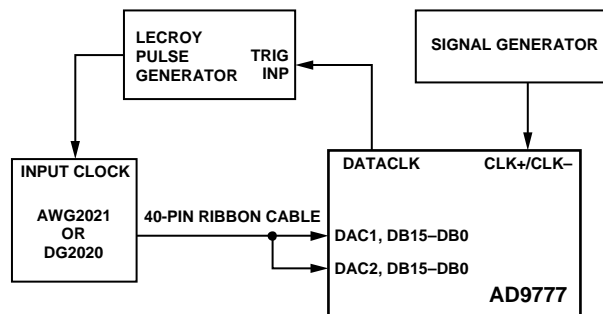 LECROY
PULSE
GENERATOR
TRIG
INP
SIGNAL GENERATOR
INPUT CLOCK
AWG2021
OR
DG2020
40-PIN RIBBON CABLE
DATACLK
CLK+/CLK–
DAC1, DB15–DB0
DAC2, DB15–DB0
AD9777